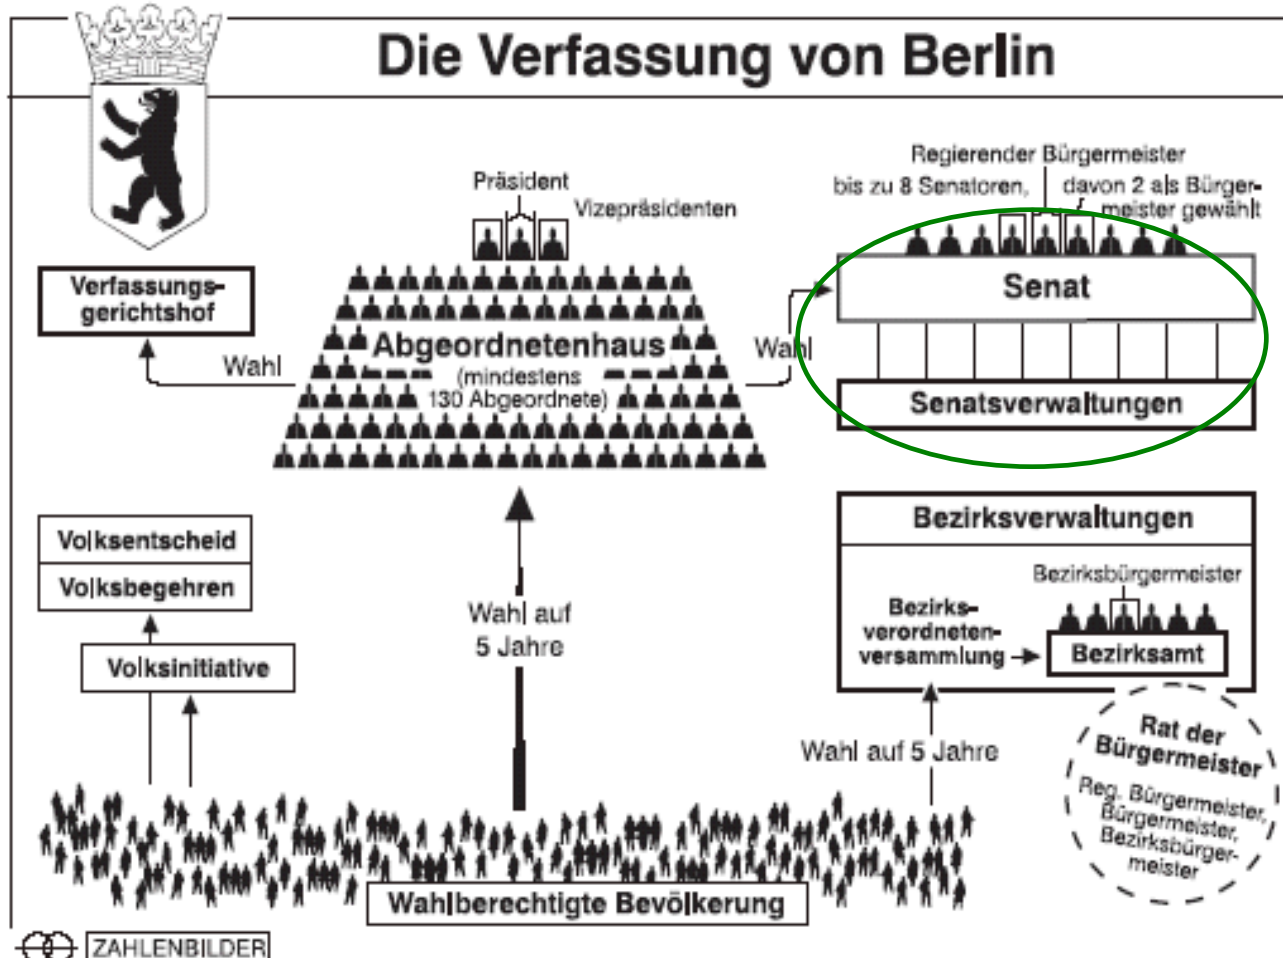 Die Verfassung von Berlin
Regierender Bürgermeister
bis zu 8 Senatoren,
davon 2 als Bürger-
meister gewählt
Präsident
Vizepräsidenten
Verfassungs-
gerichtshof
Wahl
Abgeordnetenhaus
(mindestens
130 Abgeordnete)
Wahl
Senat
Senatsverwaltungen
Volksentscheid
Volksbegehren
Volksinitiative
Wahl auf
5 Jahre
Bezirksverwaltungen
Bezirksbürgermeister
Bezirks-
verordneten-
versammlung
Bezirksamt
Wahl auf 5 Jahre
Rat der
Bürgermeister
Reg. Bürgermeister,
Bürgermeister,
Bezirksbürger-
meister
Wahlberechtigte Bevölkerung
ZAHLENBILDER